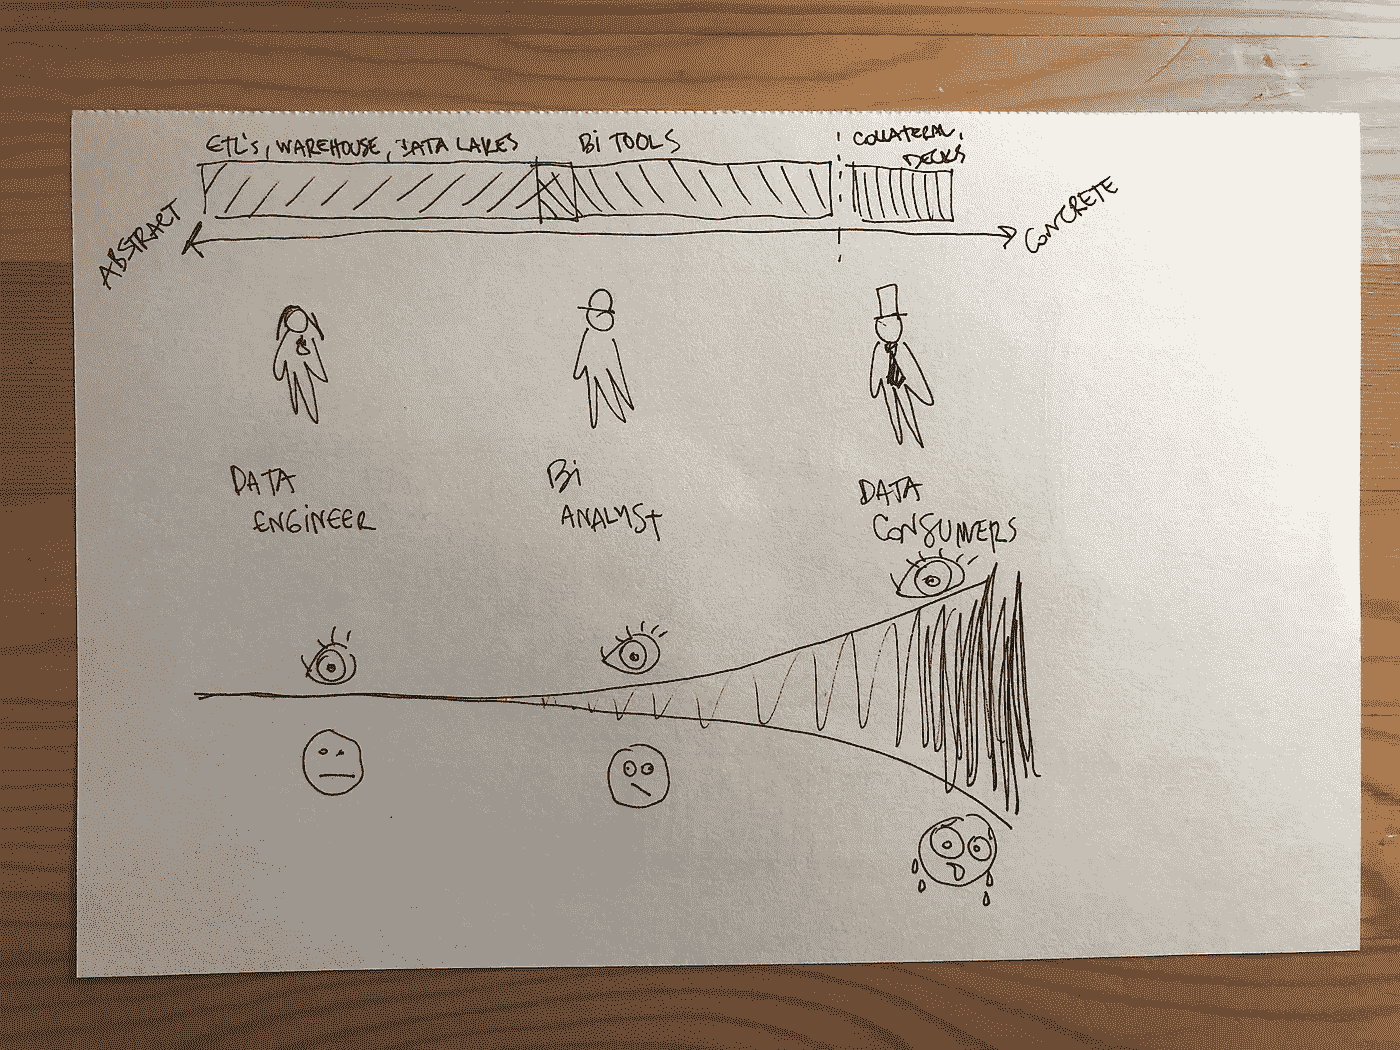 ETL's, WAREHOUSE, DATA LAKES
Bi TOOLS
COLLATERAL,
DECKS
ABSTRACT
CONCRETE
DATA
ENGINEER
Bi
ANALYST
DATA
CONSUMERS